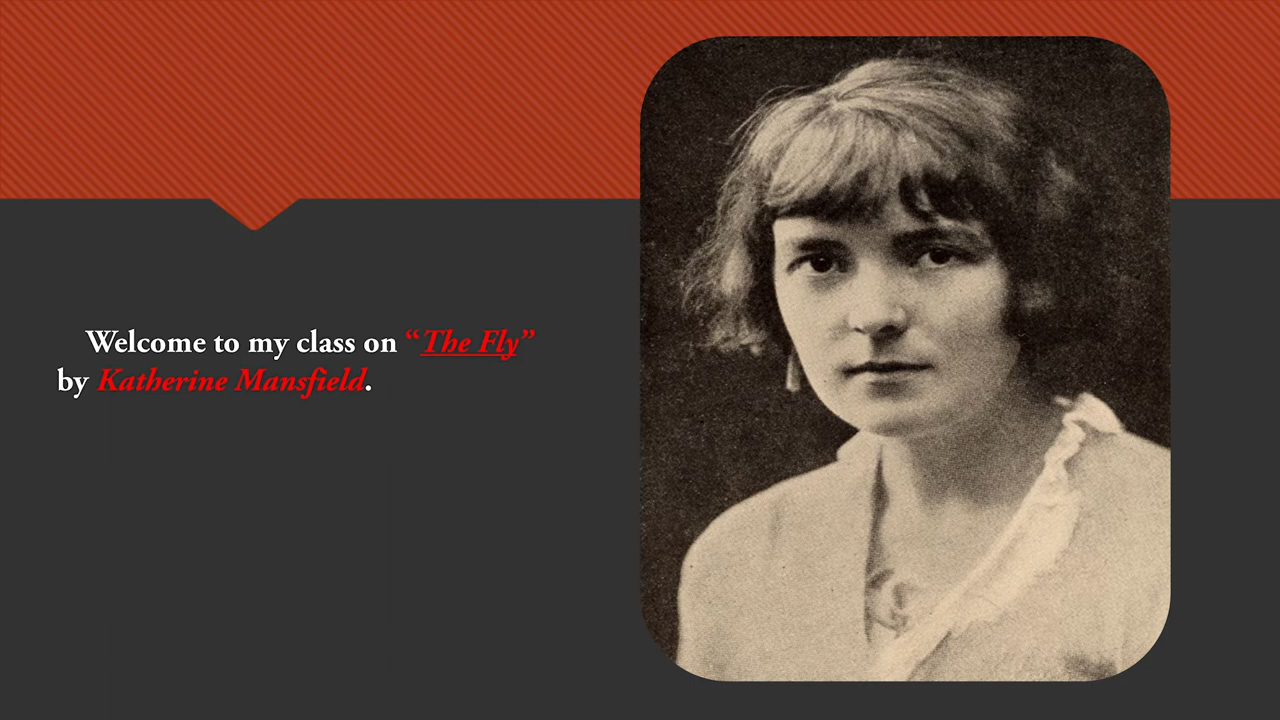 Welcome to my class on “The Fly”
by Katherine Mansfield.